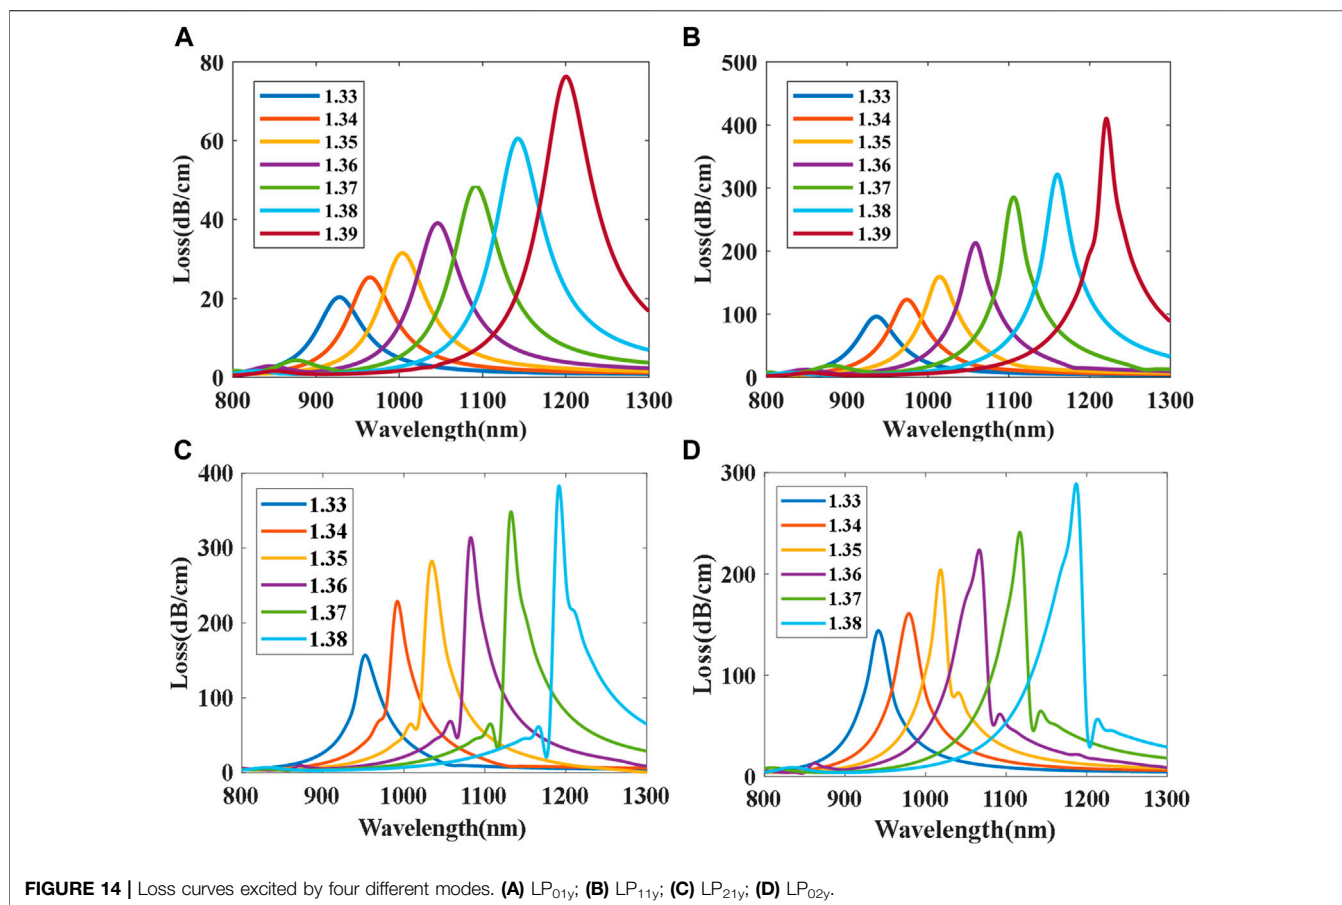 A
80
60
40
20
0
Loss(dB/cm)
1.33
1.34
1.35
1.36
1.37
1.38
1.39
800 900 1000 1100 1200 1300
Wavelength(nm)
B
500
400
300
200
100
0
Loss(dB/cm)
1.33
1.34
1.35
1.36
1.37
1.38
1.39
800 900 1000 1100 1200 1300
Wavelength(nm)
C
400
300
200
100
0
Loss(dB/cm)
1.33
1.34
1.35
1.36
1.37
1.38
800 900 1000 1100 1200 1300
Wavelength(nm)
D
300
200
100
0
Loss(dB/cm)
1.33
1.34
1.35
1.36
1.37
1.38
800 900 1000 1100 1200 1300
Wavelength(nm)
FIGURE 14 | Loss curves excited by four different modes. (A) LP01y; (B) LP11y; (C) LP21y; (D) LP02y.